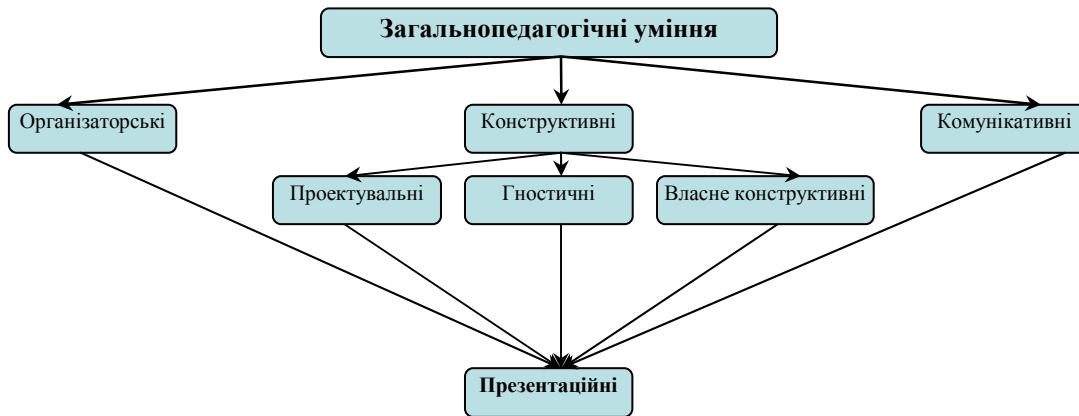 Загальнопедагогічні уміння
Організаторські
Конструктивні
Комунікативні
Проектувальні
Гностичні
Власне конструктивні
Презентаційні